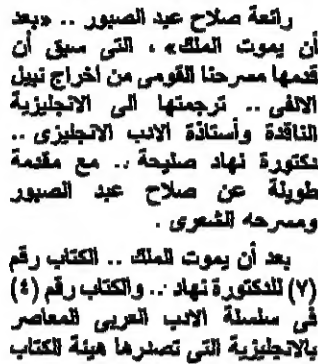 رائعة صلاح عبد الصبور .. «بعد
أن يموت الملك» ، التى سبق أن
قدمها مسرحنا القومى من اخراج نبيل
الالفى .. ترجمتها الى الانجليزية
الناقدة وأستاذة الادب الانجليزى ..
دكتورة نهاد صليحة .. مع مقدمة
طويلة عن صلاح عبد الصبور
ومسرحه الشعرى .
بعد أن يموت الملك .. الكتاب رقم
(٧) للدكتورة نهاد .. والكتاب رقم (٤)
فى سلسلة الادب العربى المعاصر
بالانجليزية التى تصدرها هيئة الكتاب